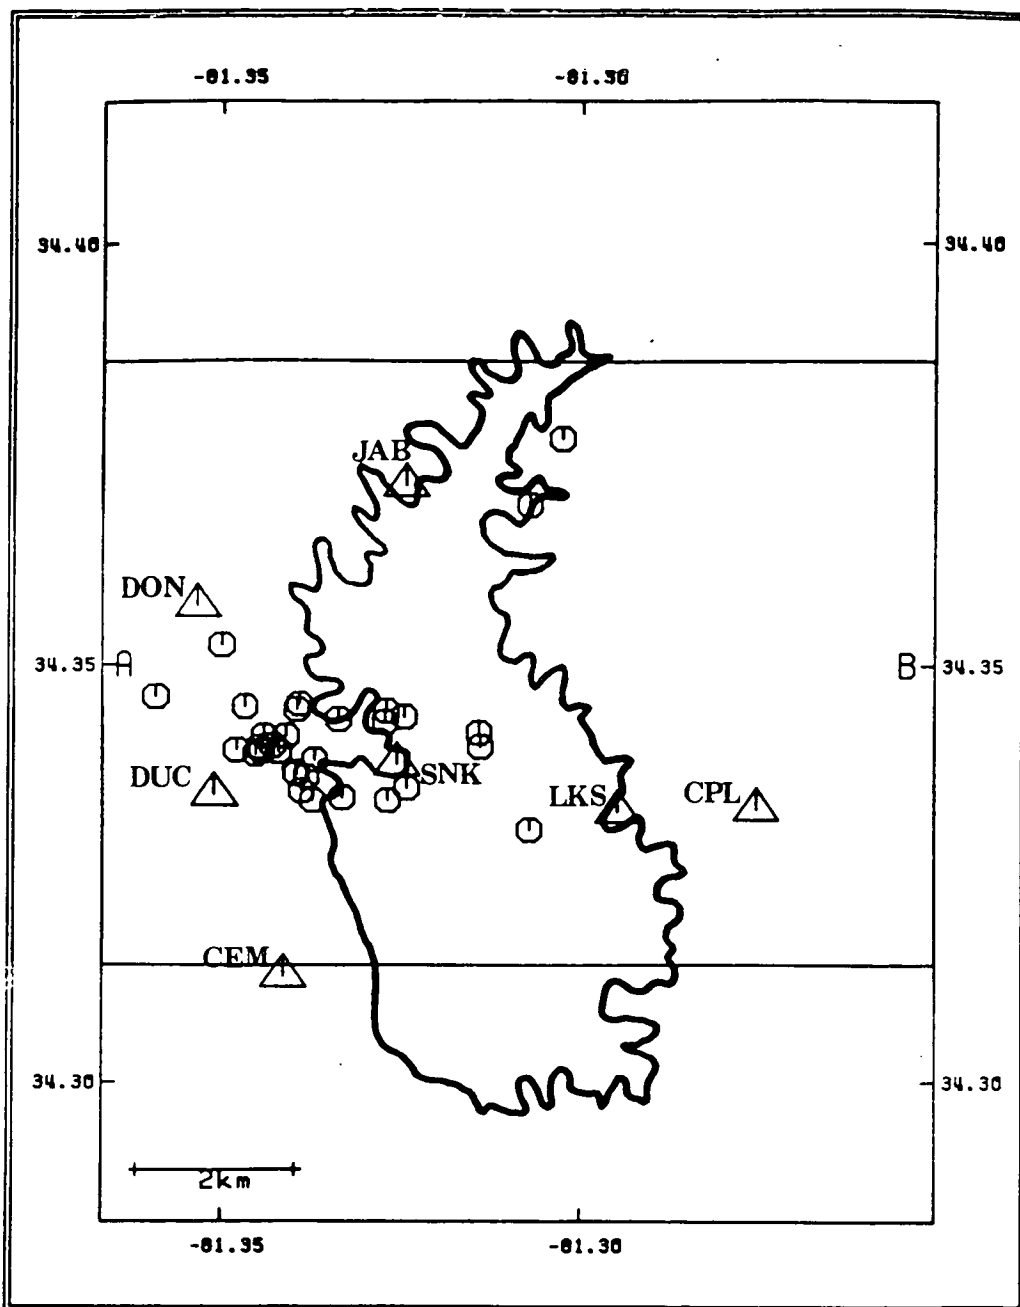 -81.35 -81.30
34.40 34.40
JAB
DON
34.35 A B 34.35
DUC SNK LKS CPL
CEM
34.30 34.30
2km
-81.35 -81.30